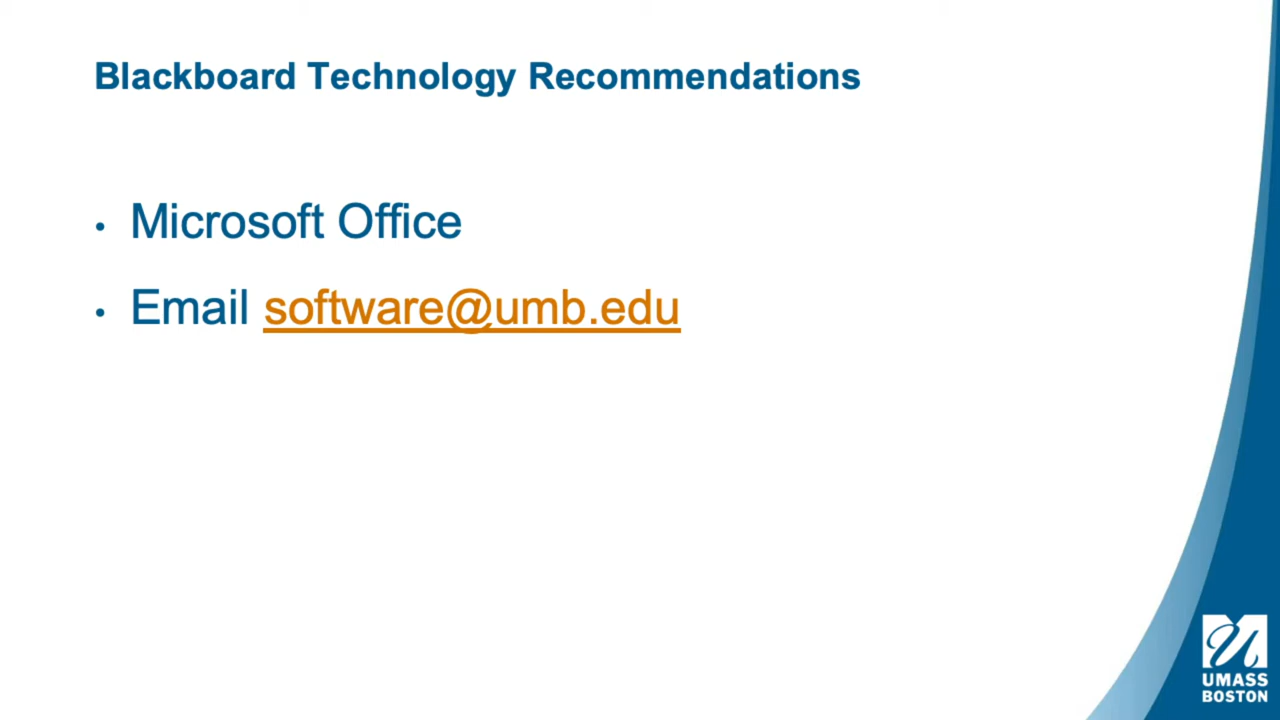 Blackboard Technology Recommendations
• Microsoft Office
• Email software@umb.edu
UMASS
BOSTON